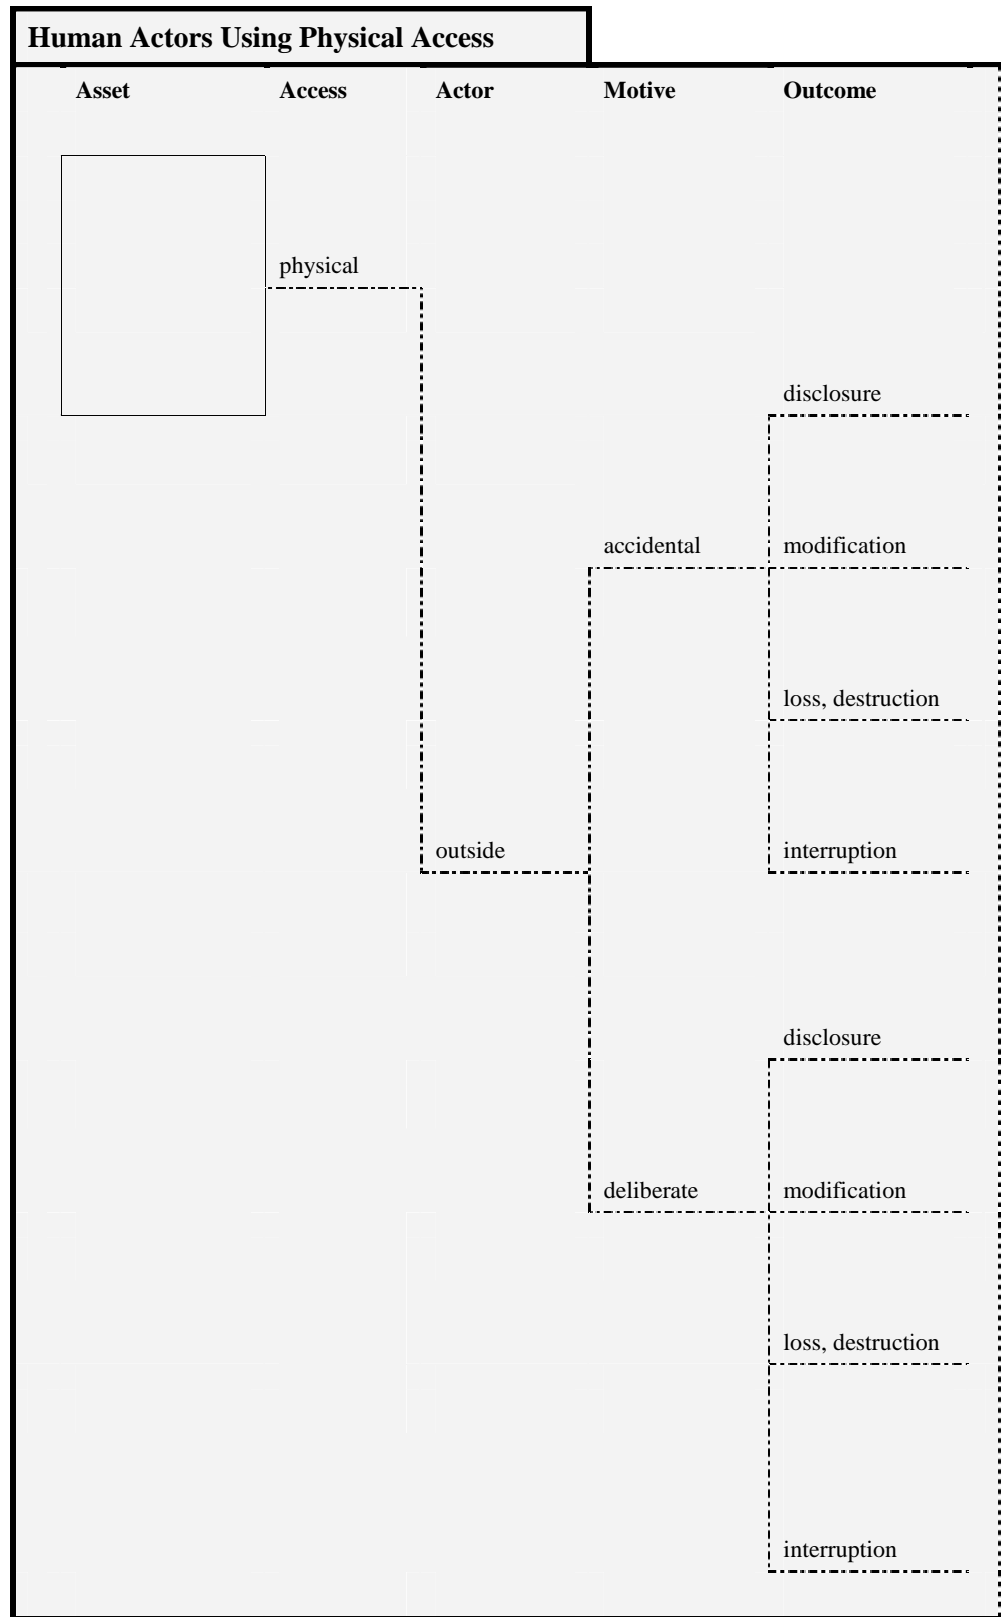 Human Actors Using Physical Access
Asset Access Actor Motive Outcome
physical
disclosure
accidental modification
loss, destruction
outside interruption
disclosure
deliberate modification
loss, destruction
interruption